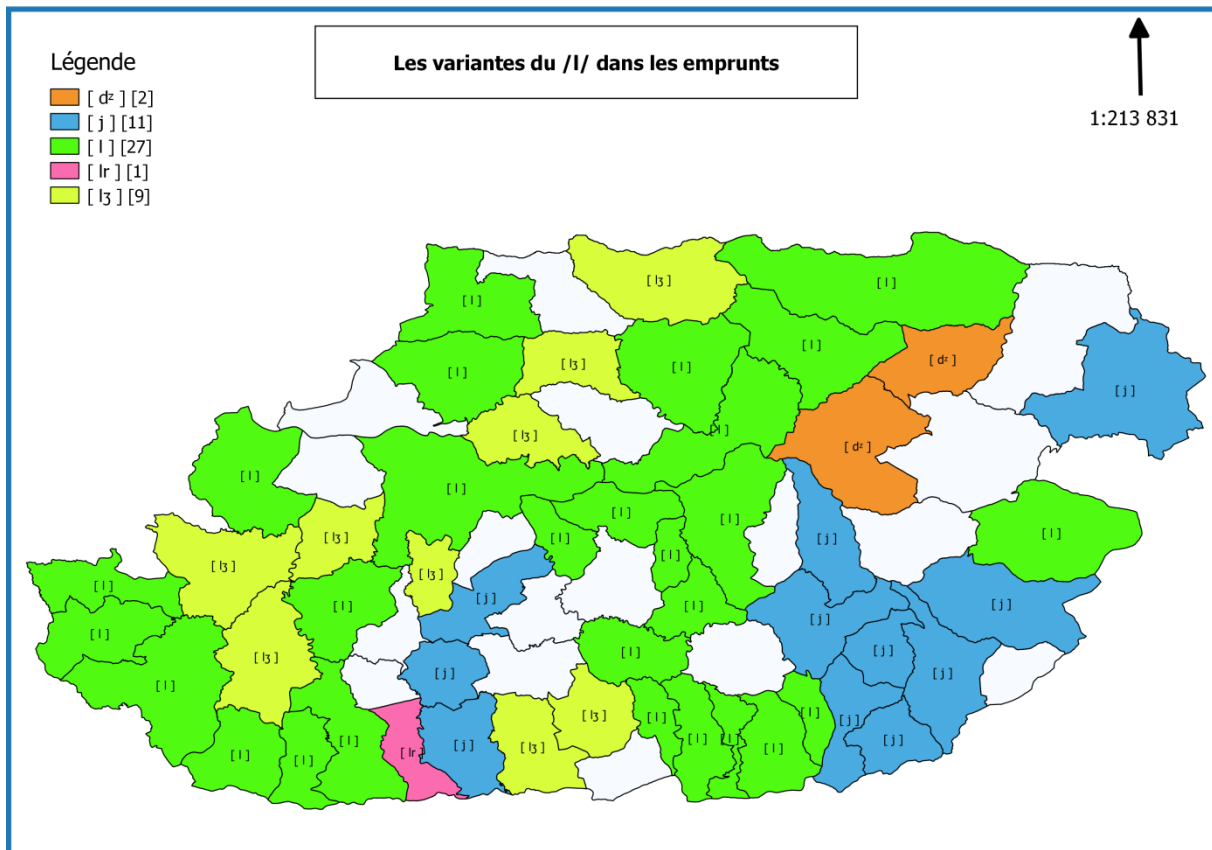 Légende
Les variantes du /l/ dans les emprunts
[ dᶻ ] [2]
[ j ] [11]
[ l ] [27]
[ lr ] [1]
[ lʒ ] [9]
1:213 831
[ lʒ ]
[ l ]
[ l ]
[ l ]
[ dᶻ ]
[ lʒ ]
[ l ]
[ l ]
[ j ]
[ l ]
[ lʒ ]
[ dᶻ ]
[ l ]
[ l ]
[ l ]
[ l ]
[ l ]
[ lʒ ]
[ l ]
[ j ]
[ l ]
[ lʒ ]
[ l ]
[ lʒ ]
[ l ]
[ l ]
[ j ]
[ l ]
[ j ]
[ l ]
[ j ]
[ j ]
[ l ]
[ lʒ ]
[ j ]
[ j ]
[ l ]
[ lʒ ]
[ l ]
[ l ]
[ j ]
[ l ]
[ l ]
[ l ]
[ lr ]
[ j ]
[ lʒ ]
[ l ]
[ l ]
[ l ]
[ j ]
[ l ]